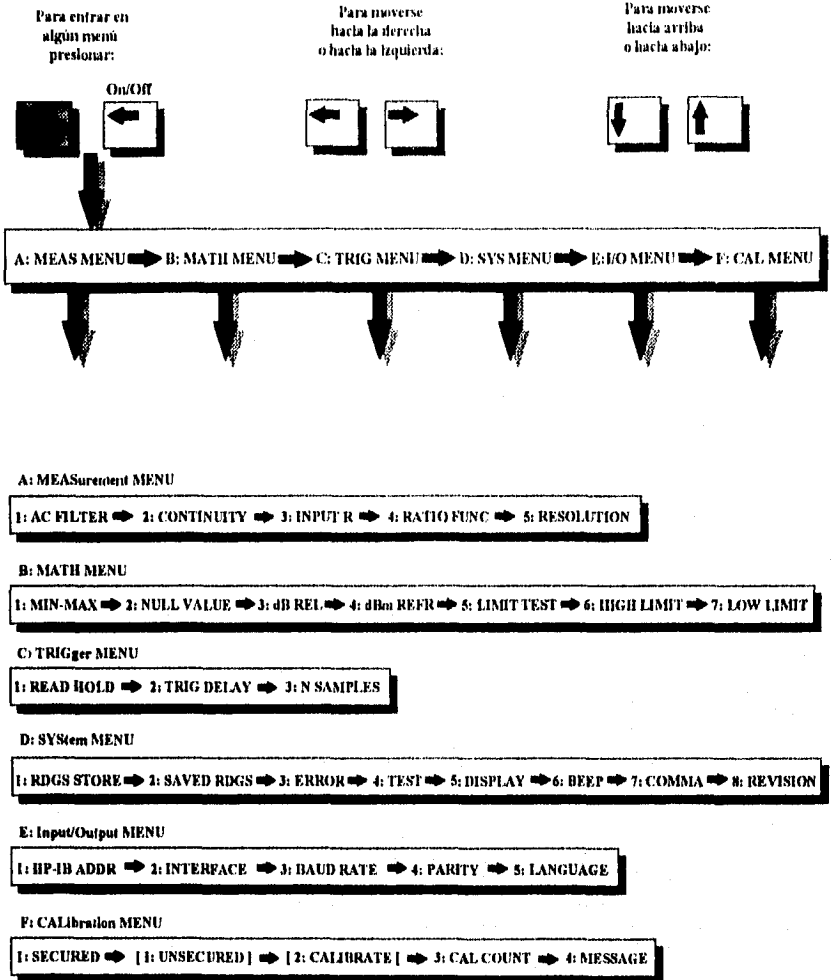 Para entrar en
algún menú
presionar:
Para moverse
hacia la derecha
o hacia la Izquierda:
Para moverse
hacia arriba
o hacia abajo:
On/Off
A: MEAS MENU B: MATH MENU C: TRIG MENU D: SYS MENU E:I/O MENU F: CAL MENU
A: MEASurement MENU
1: AC FILTER 2: CONTINUITY 3: INPUT R 4: RATIO FUNC 5: RESOLUTION
B: MATH MENU
1: MIN-MAX 2: NULL VALUE 3: dB REL 4: dBm REFR 5: LIMIT TEST 6: HIGH LIMIT 7: LOW LIMIT
C) TRIGger MENU
1: READ HOLD 2: TRIG DELAY 3: N SAMPLES
D: SYStem MENU
1: RDGS STORE 2: SAVED RDGS 3: ERROR 4: TEST 5: DISPLAY 6: BEEP 7: COMMA 8: REVISION
E: Input/Output MENU
1: HP-IB ADDR 2: INTERFACE 3: BAUD RATE 4: PARITY 5: LANGUAGE
F: CALibration MENU
1: SECURED [ 1: UNSECURED ] [ 2: CALIBRATE [ 3: CAL COUNT 4: MESSAGE